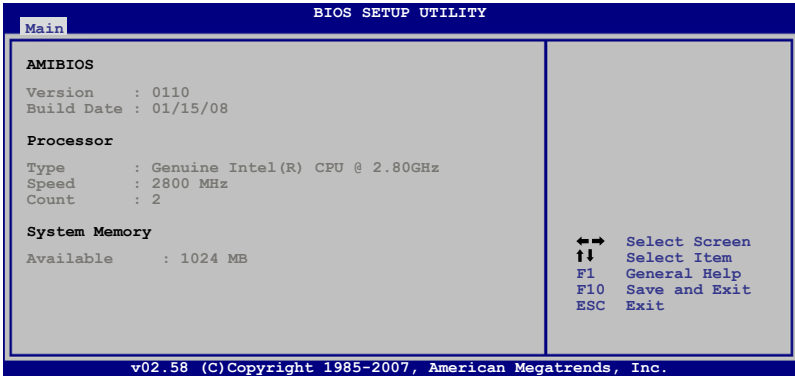 BIOS SETUP UTILITY
Main
AMIBIOS
Version : 0110
Build Date : 01/15/08
Processor
Type : Genuine Intel(R) CPU @ 2.80GHz
Speed : 2800 MHz
Count : 2
System Memory
Available : 1024 MB
←→ Select Screen
↑↓ Select Item
F1 General Help
F10 Save and Exit
ESC Exit
v02.58 (C)Copyright 1985-2007, American Megatrends, Inc.